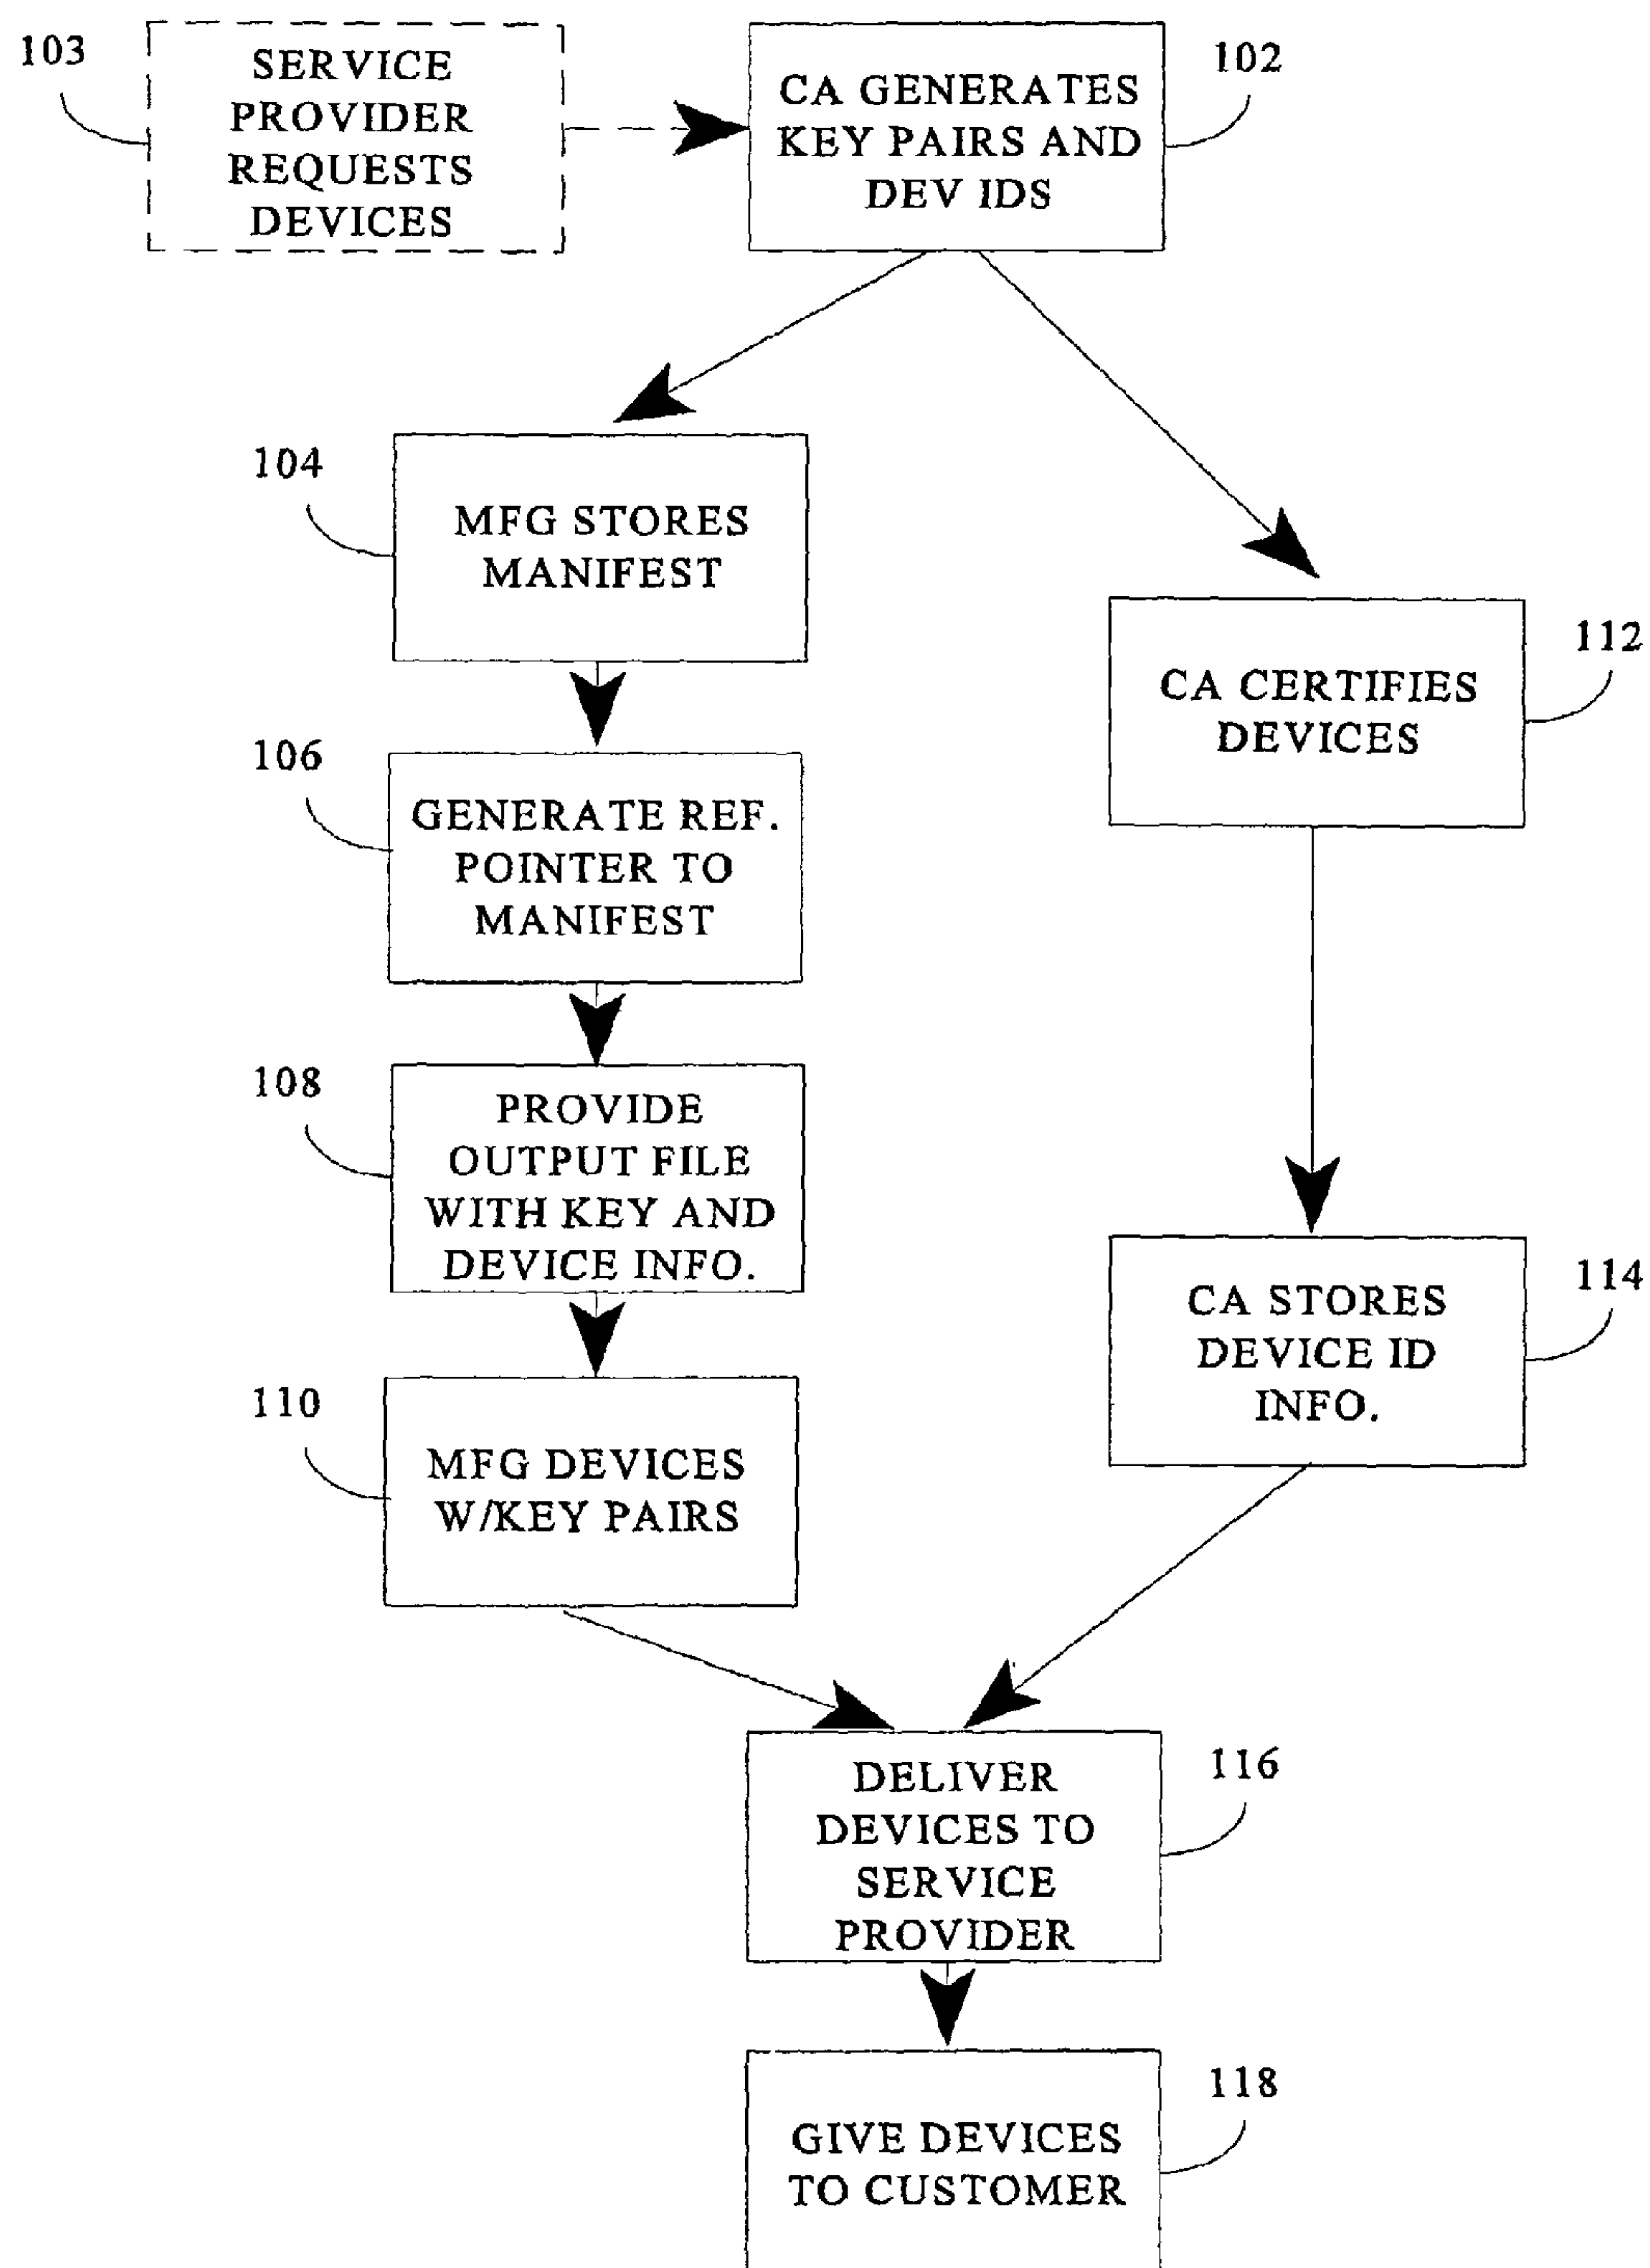 103
SERVICE
PROVIDER
REQUESTS
DEVICES
CA GENERATES
KEY PAIRS AND
DEV IDS
102
104
MFG STORES
MANIFEST
112
CA CERTIFIES
DEVICES
106
GENERATE REF.
POINTER TO
MANIFEST
108
PROVIDE
OUTPUT FILE
WITH KEY AND
DEVICE INFO.
114
CA STORES
DEVICE ID
INFO.
110
MFG DEVICES
W/KEY PAIRS
116
DELIVER
DEVICES TO
SERVICE
PROVIDER
118
GIVE DEVICES
TO CUSTOMER